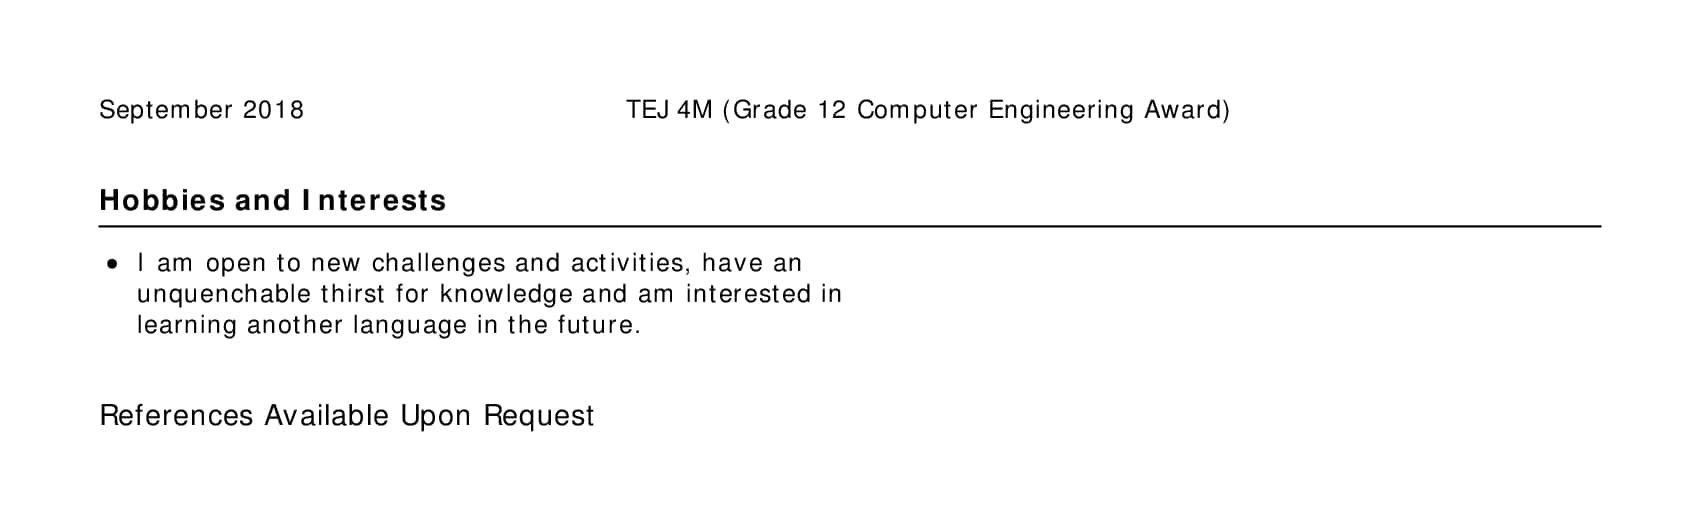 September 2018 TEJ 4M (Grade 12 Computer Engineering Award)
Hobbies and Interests
• I am open to new challenges and activities, have an
unquenchable thirst for knowledge and am interested in
learning another language in the future.
References Available Upon Request